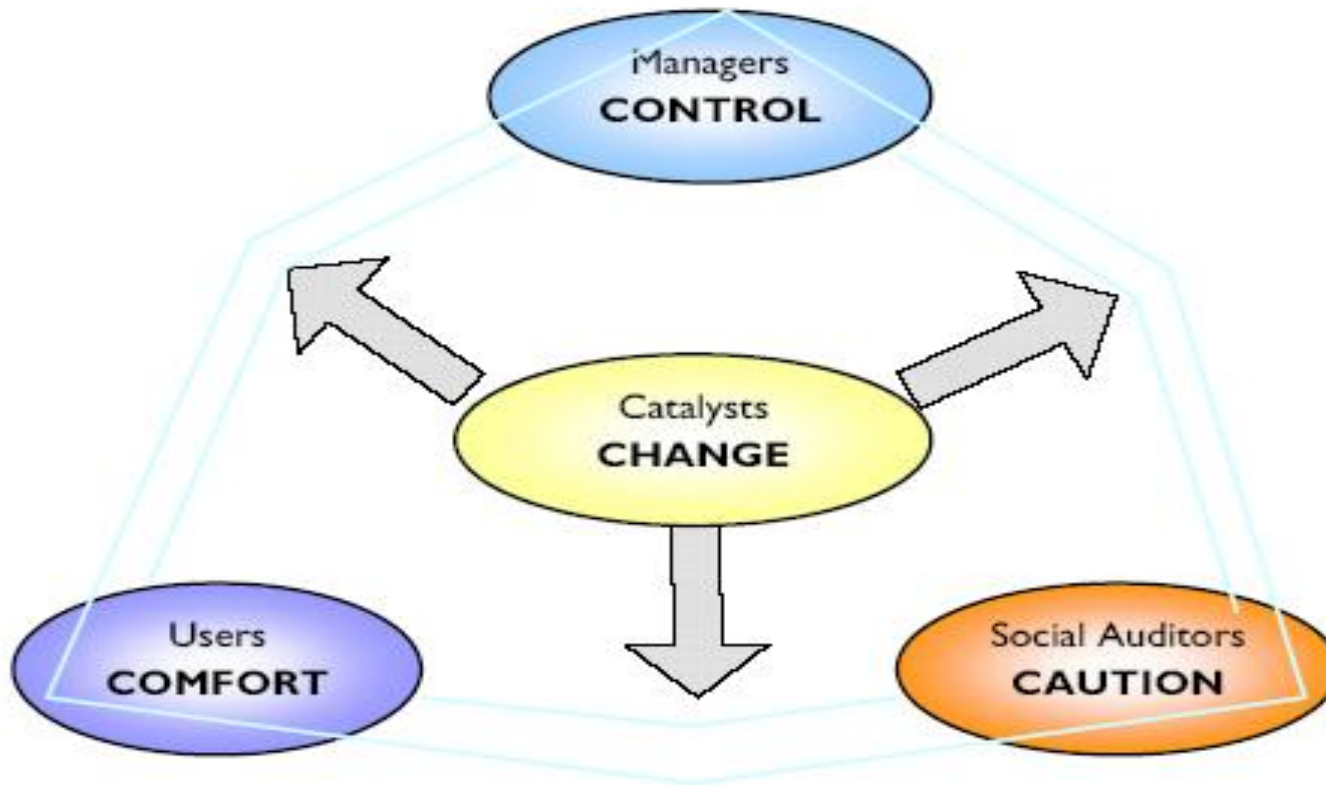 iManagers
CONTROL
Catalysts
CHANGE
Users
COMFORT
Social Auditors
CAUTION